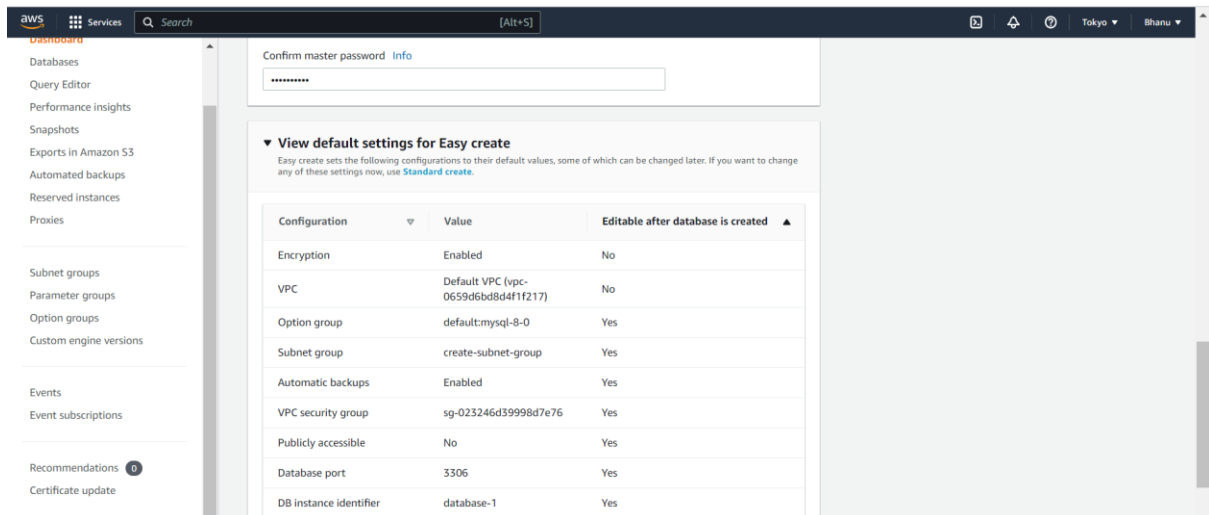 aws Services Search [Alt+S] Tokyo ▼ Bhanu ▼
Dashboard
Databases
Query Editor
Performance insights
Snapshots
Exports in Amazon S3
Automated backups
Reserved instances
Proxies
Subnet groups
Parameter groups
Option groups
Custom engine versions
Events
Event subscriptions
Recommendations 0
Certificate update
Confirm master password Info
••••••••••
▼ View default settings for Easy create
Easy create sets the following configurations to their default values, some of which can be changed later. If you want to change
any of these settings now, use Standard create.
Configuration Value Editable after database is created
Encryption Enabled No
VPC Default VPC (vpc-
0659d6bd8d4f1f217) No
Option group default:mysql-8-0 Yes
Subnet group create-subnet-group Yes
Automatic backups Enabled Yes
VPC security group sg-023246d39998d7e76 Yes
Publicly accessible No Yes
Database port 3306 Yes
DB instance identifier database-1 Yes